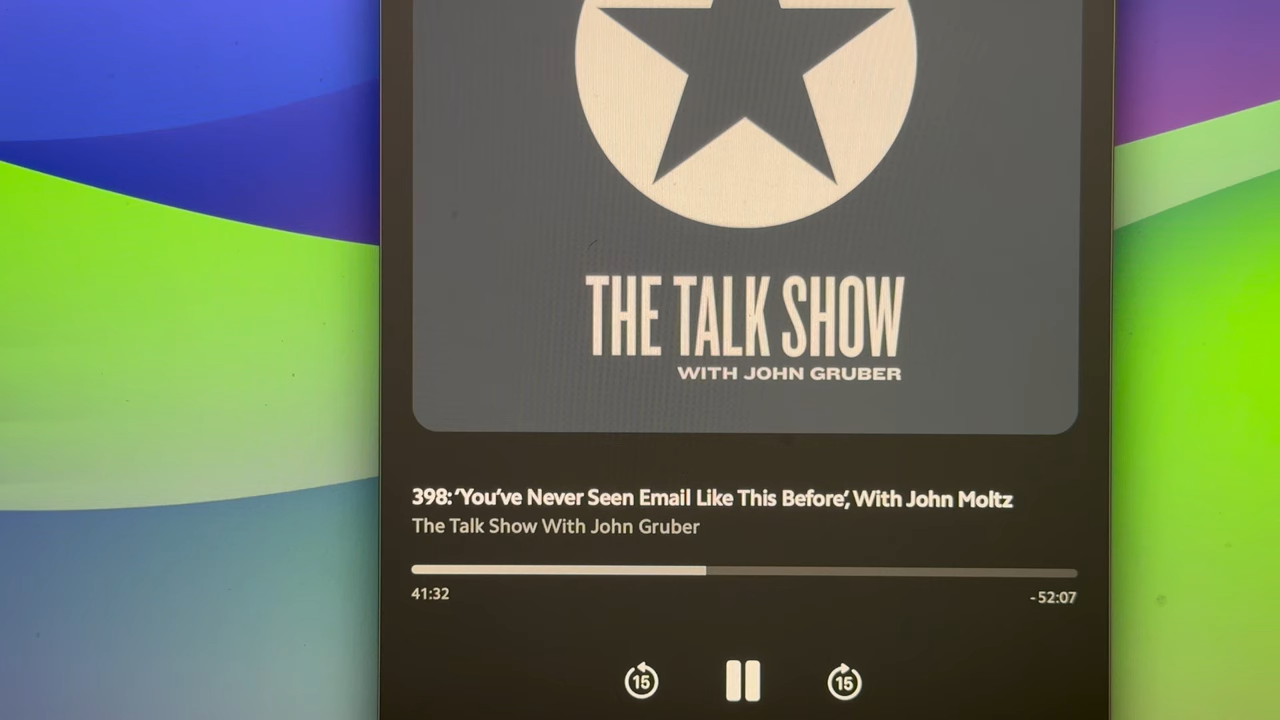 THE TALK SHOW
WITH JOHN GRUBER
398: ‘You’ve Never Seen Email Like This Before’, With John Moltz
The Talk Show With John Gruber
41:32
-52:07
15
15